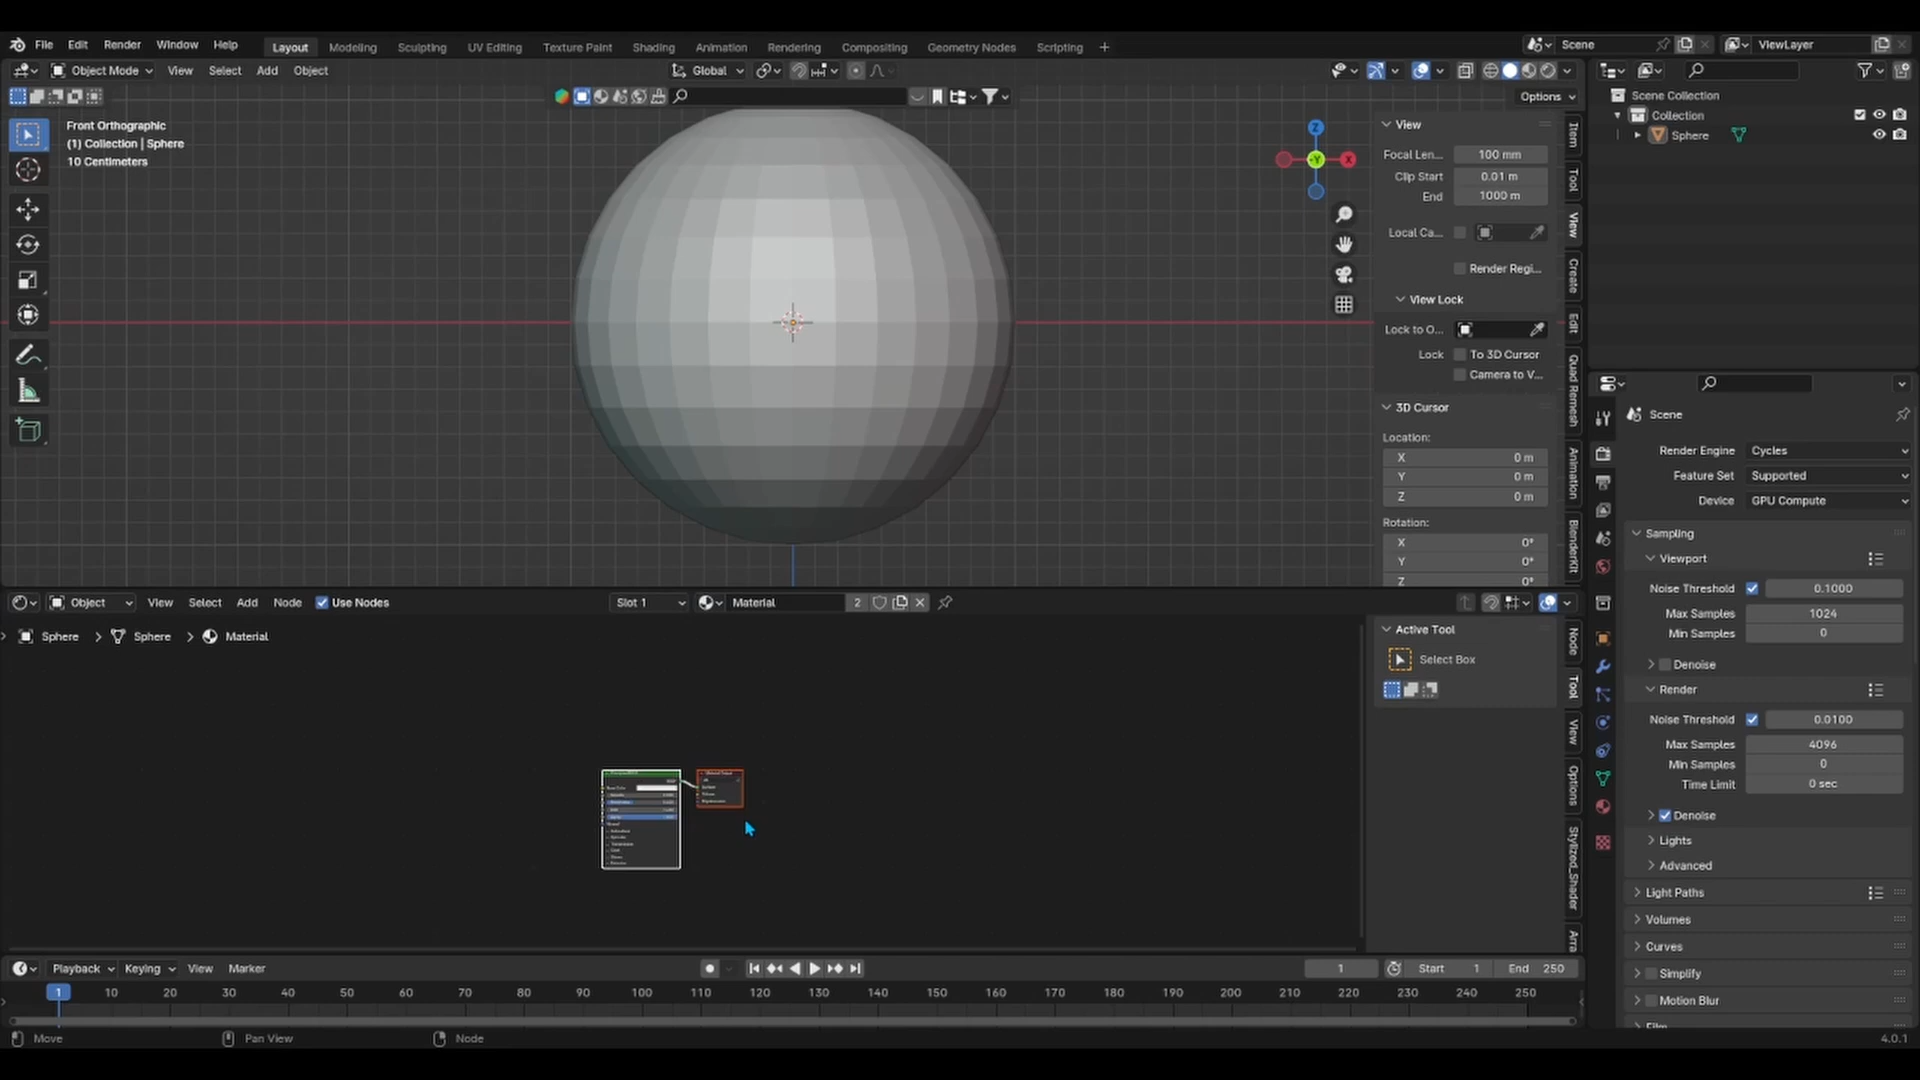 File Edit Render Window Help Layout Modeling Sculpting UV Editing Texture Paint Shading Animation Rendering Compositing Geometry Nodes Scripting + Scene ViewLayer
Object Mode View Select Add Object Global
Options
Front Orthographic
(1) Collection | Sphere
10 Centimeters
Z
-Y
X
View
Focal Len... 100 mm
Clip Start 0.01 m
End 1000 m
Local Ca...
Render Regi...
View Lock
Lock to O...
Lock To 3D Cursor
Camera to V...
3D Cursor
Location:
X 0 m
Y 0 m
Z 0 m
Rotation:
X 0°
Y 0°
Z 0°
Item
Tool
View
Create
Edit
Quad Remesh
Animation
BlenderKit
Scene Collection
Collection
Sphere
Scene
Render Engine Cycles
Feature Set Supported
Device GPU Compute
Sampling
Viewport
Noise Threshold 0.1000
Max Samples 1024
Min Samples 0
Denoise
Render
Noise Threshold 0.0100
Max Samples 4096
Min Samples 0
Time Limit 0 sec
Denoise
Lights
Advanced
Light Paths
Volumes
Curves
Simplify
Motion Blur
Film
Object View Select Add Node Use Nodes Slot 1 Material 2
Sphere > Sphere > Material
Active Tool
Select Box
Node
Tool
View
Options
Stylized_Shader
Arra
Playback Keying View Marker 1 Start 1 End 250
1 10 20 30 40 50 60 70 80 90 100 110 120 130 140 150 160 170 180 190 200 210 220 230 240 250
Move Pan View Node 4.0.1